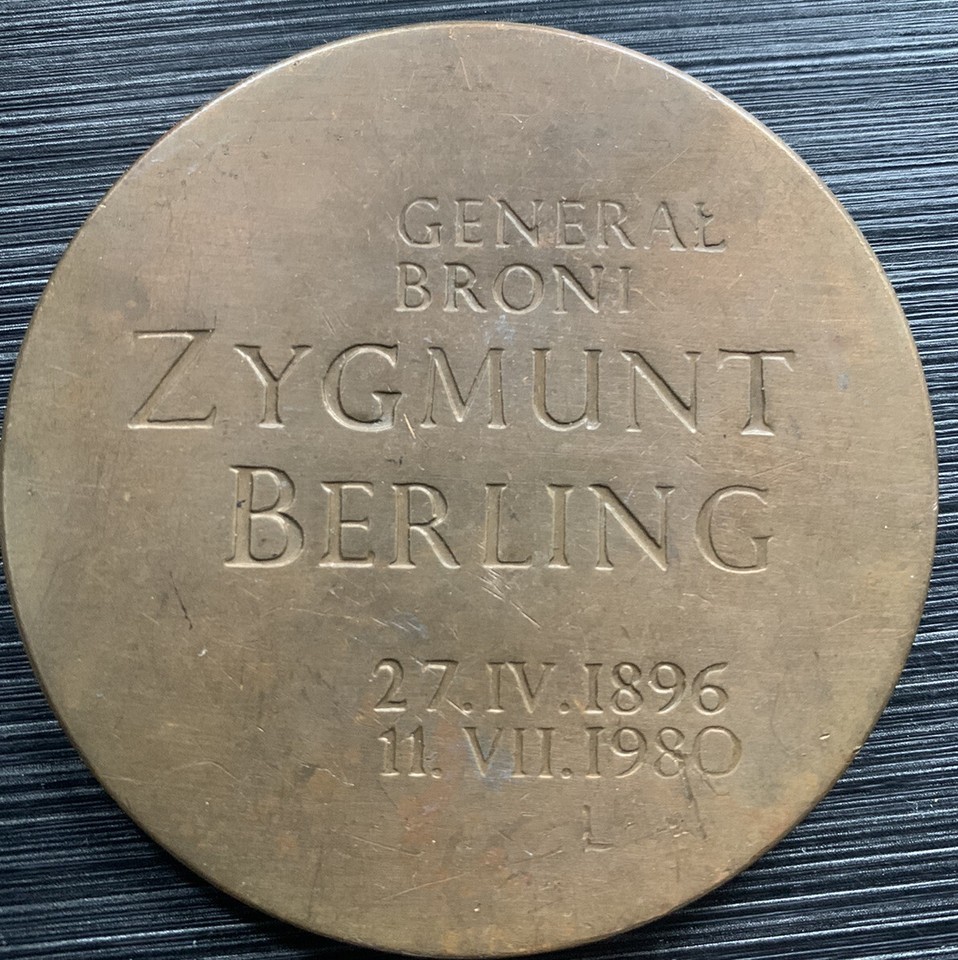 GENERAŁ
BRONI
ZYGMUNT
BERLING
27.IV.1896
11.VII.1980